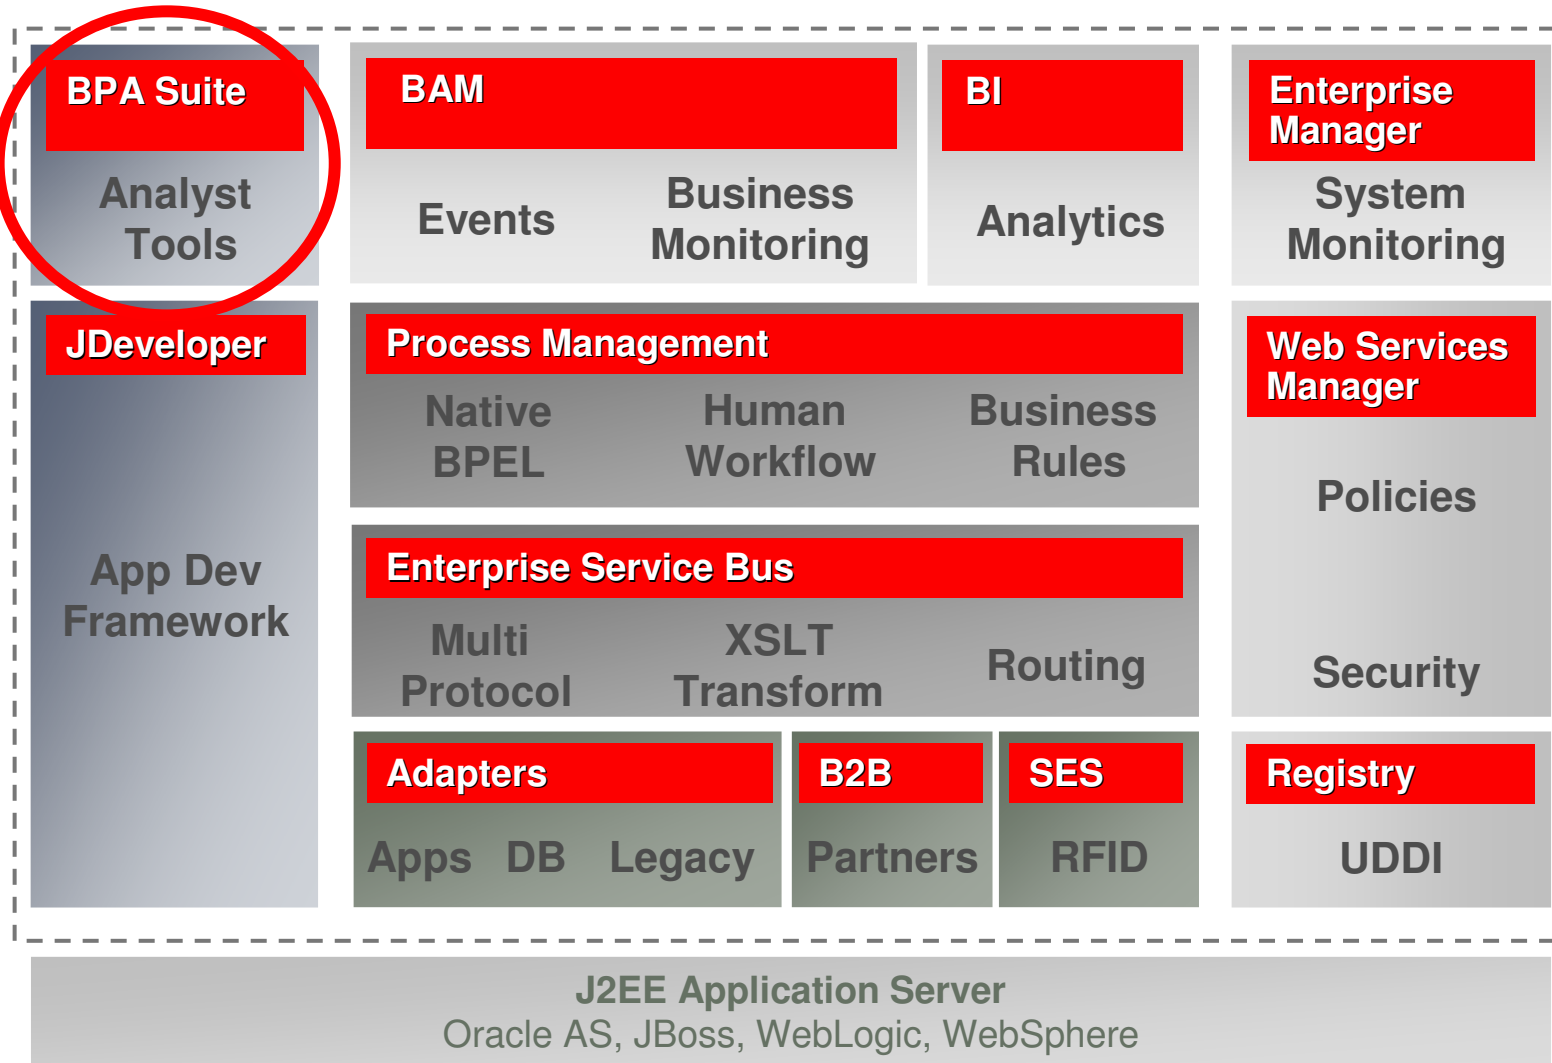 BPA Suite
Analyst
Tools
BAM
Events
Business
Monitoring
BI
Analytics
Enterprise
Manager
System
Monitoring
JDeveloper
App Dev
Framework
Process Management
Native
BPEL
Human
Workflow
Business
Rules
Web Services
Manager
Policies
Security
Enterprise Service Bus
Multi
Protocol
XSLT
Transform
Routing
Adapters
Apps DB Legacy
B2B
Partners
SES
RFID
Registry
UDDI
J2EE Application Server
Oracle AS, JBoss, WebLogic, WebSphere